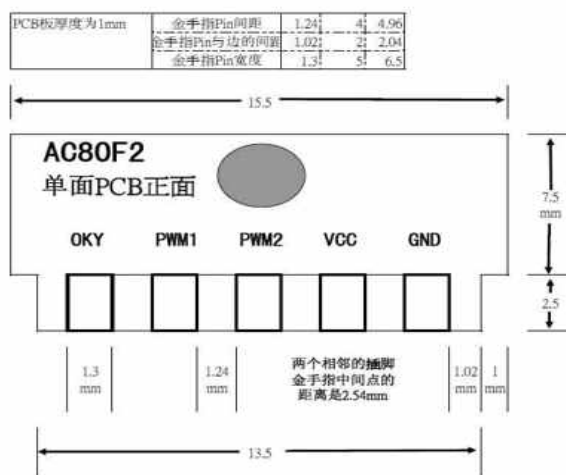 PCB板厚度为1mm 金手指Pin间距 1.24 4 4.96
金手指Pin与边的间距 1.02 2 2.04
金手指Pin宽度 1.3 5 6.5
15.5
AC80F2
单面PCB正面
7.5
mm
OKY PWM1 PWM2 VCC GND
2.5
1.3
mm
1.24
mm
两个相邻的插脚
金手指中间点的
距离是2.54mm
1.02
mm
1
mm
13.5